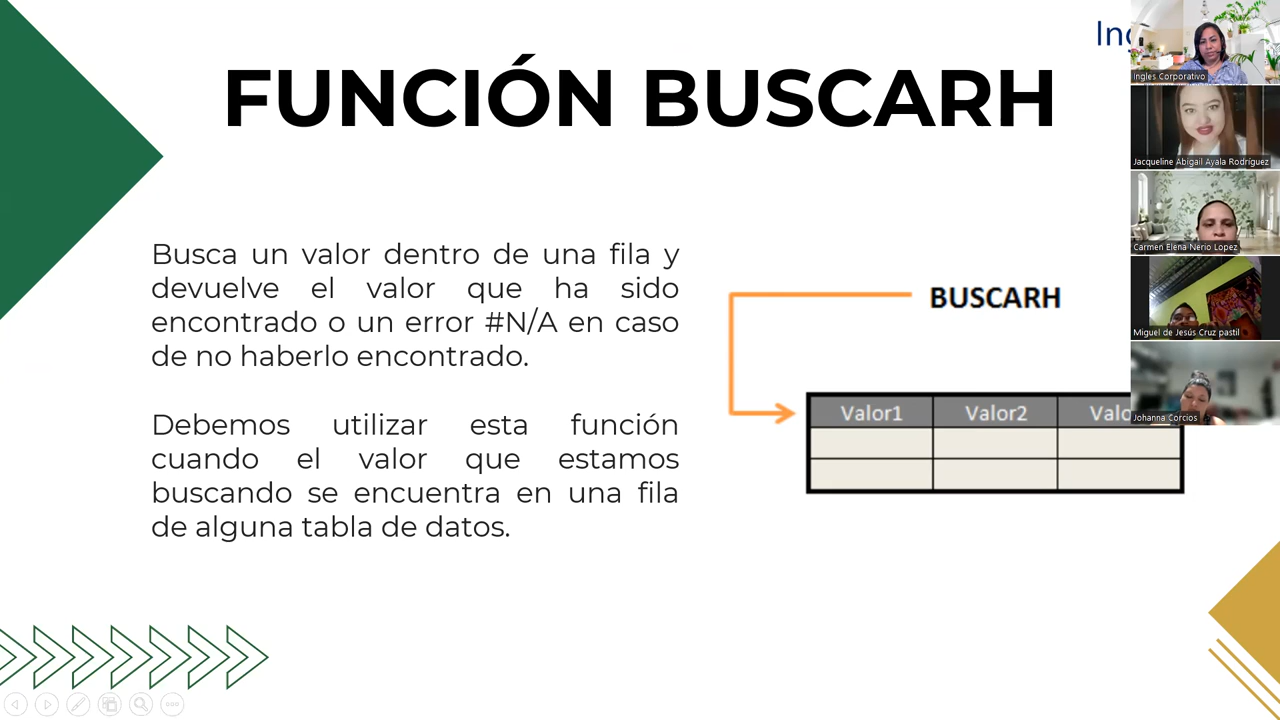 FUNCIÓN BUSCARH
Busca un valor dentro de una fila y
devuelve el valor que ha sido
encontrado o un error #N/A en caso
de no haberlo encontrado.
Debemos utilizar esta función
cuando el valor que estamos
buscando se encuentra en una fila
de alguna tabla de datos.
BUSCARH
Valor1 Valor2
Ingles Corporativo
Jacqueline Abigail Ayala Rodríguez
Carmen Elena Nerio Lopez
Miguel de Jesús Cruz pastil
Johanna Corcios